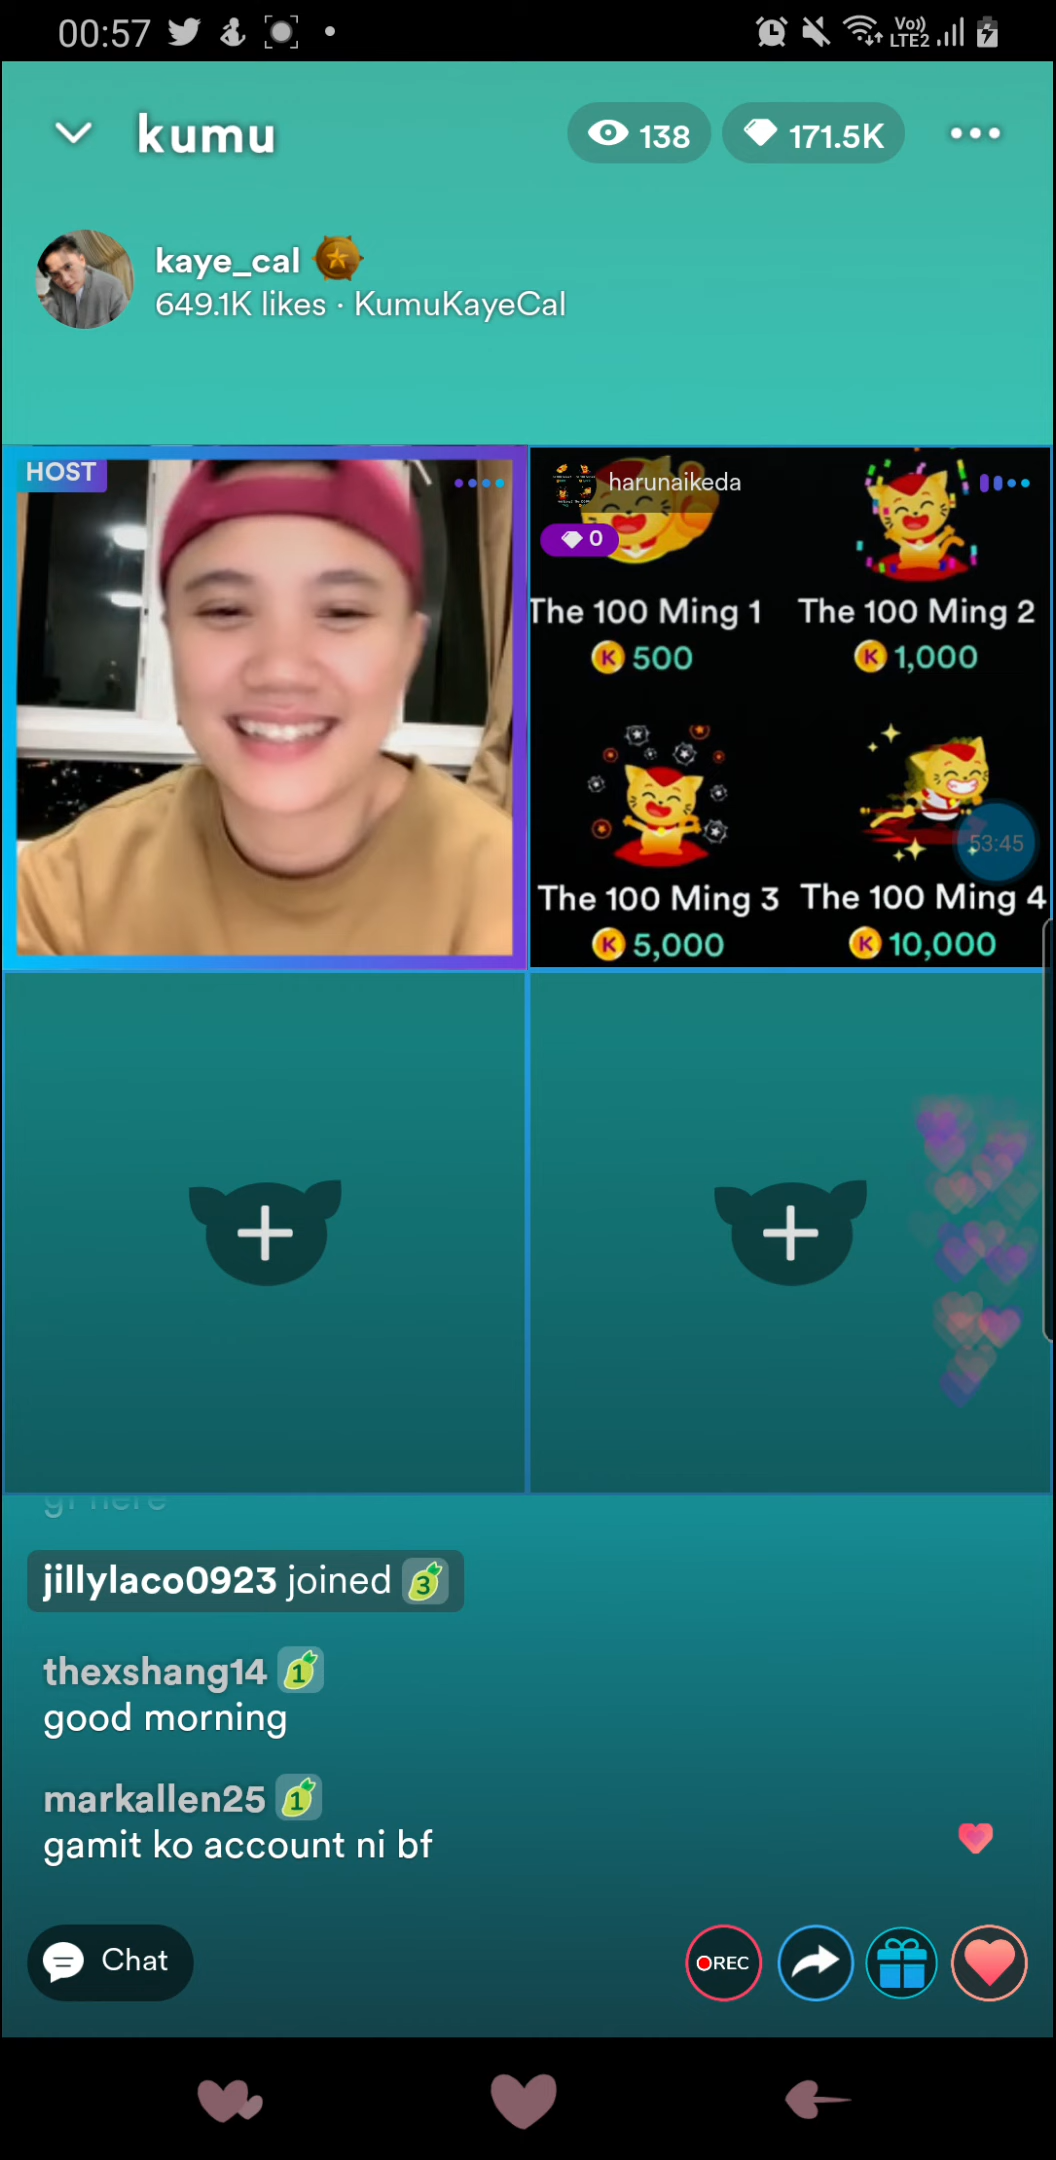 00:57
Vo))
LTE2
kumu
138
171.5K
kaye_cal
649.1K likes · KumuKayeCal
HOST
harunaikeda
0
The 100 Ming 1
The 100 Ming 2
K 500
K 1,000
53:45
The 100 Ming 3
The 100 Ming 4
K 5,000
K 10,000
gr here
jillylaco0923 joined 3
thexshang14 1
good morning
markallen25 1
gamit ko account ni bf
Chat
REC